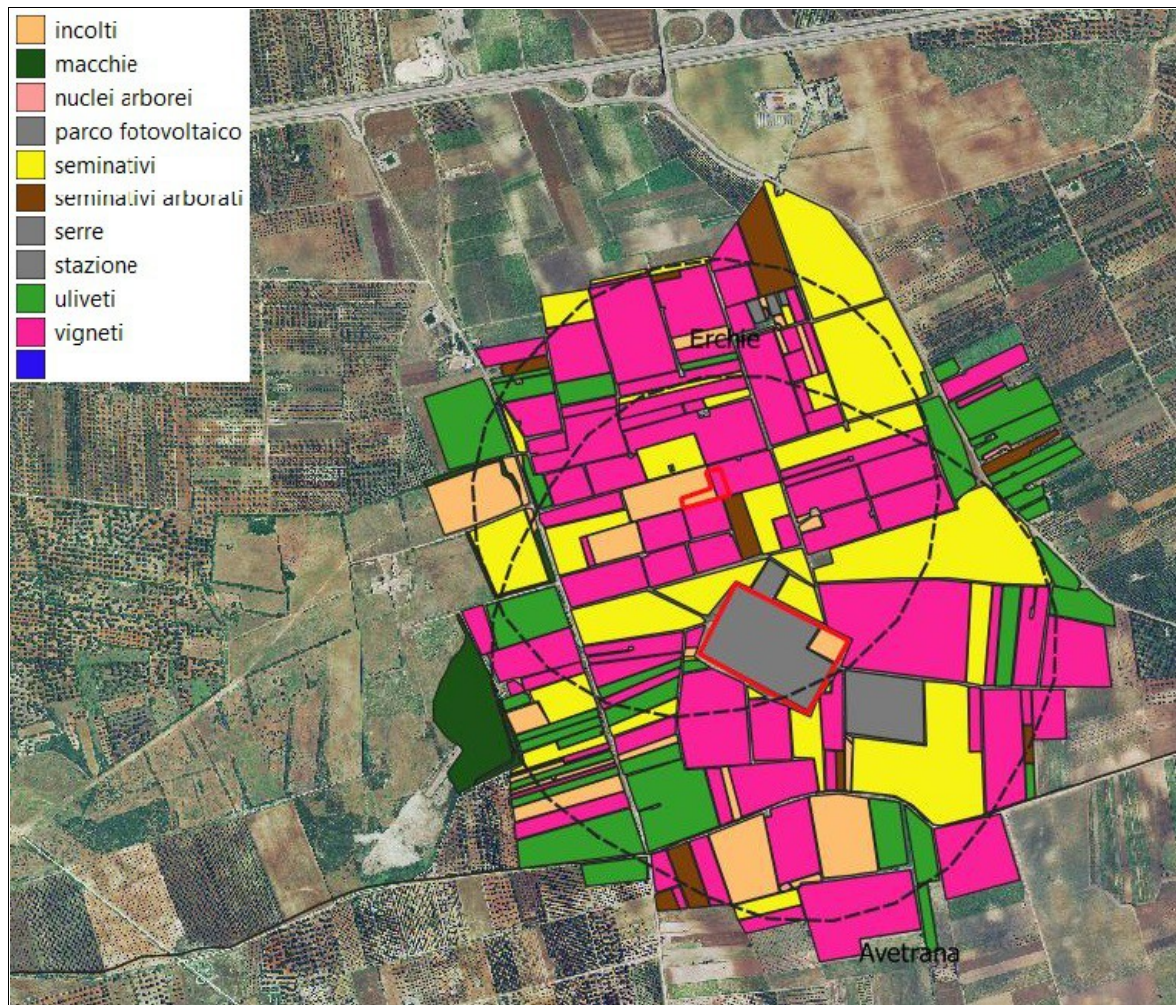 incolti
macchie
nuclei arborei
parco fotovoltaico
seminativi
seminativi arborati
serre
stazione
uliveti
vigneti
Erchie
Avetrana